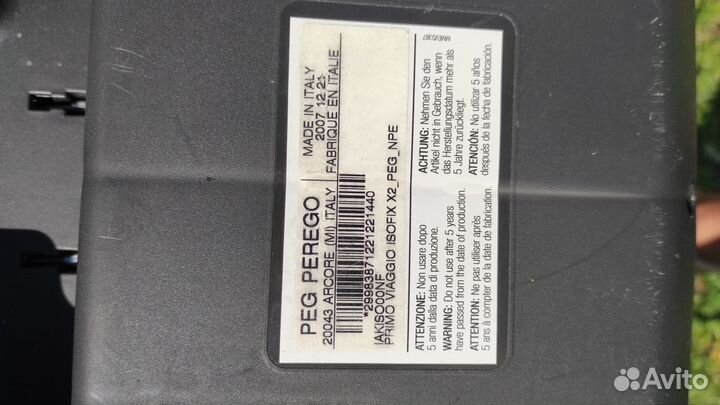 PEG PEREGO
20043 ARCORE (MI) ITALY
MADE IN ITALY
2007 12 21
FABRIQUE EN ITALIE
*2998387122122144O
IAKISO00NF
PRIMO VIAGGIO ISOFIX X2_PEG_NPE
ATTENZIONE: Non usare dopo
5 anni dalla data di produzione.
WARNING: Do not use after 5 years
have passed from the date of production.
ATTENTION: Ne pas utiliser après
5 ans à compter de la date de fabrication.
ACHTUNG: Nehmen Sie den
Artikel nicht in Gebrauch, wenn
das Herstellungsdatum mehr als
5 Jahre zurückliegt.
ATENCIÓN: No utilizar 5 años
después de la fecha de fabricación.
Avito